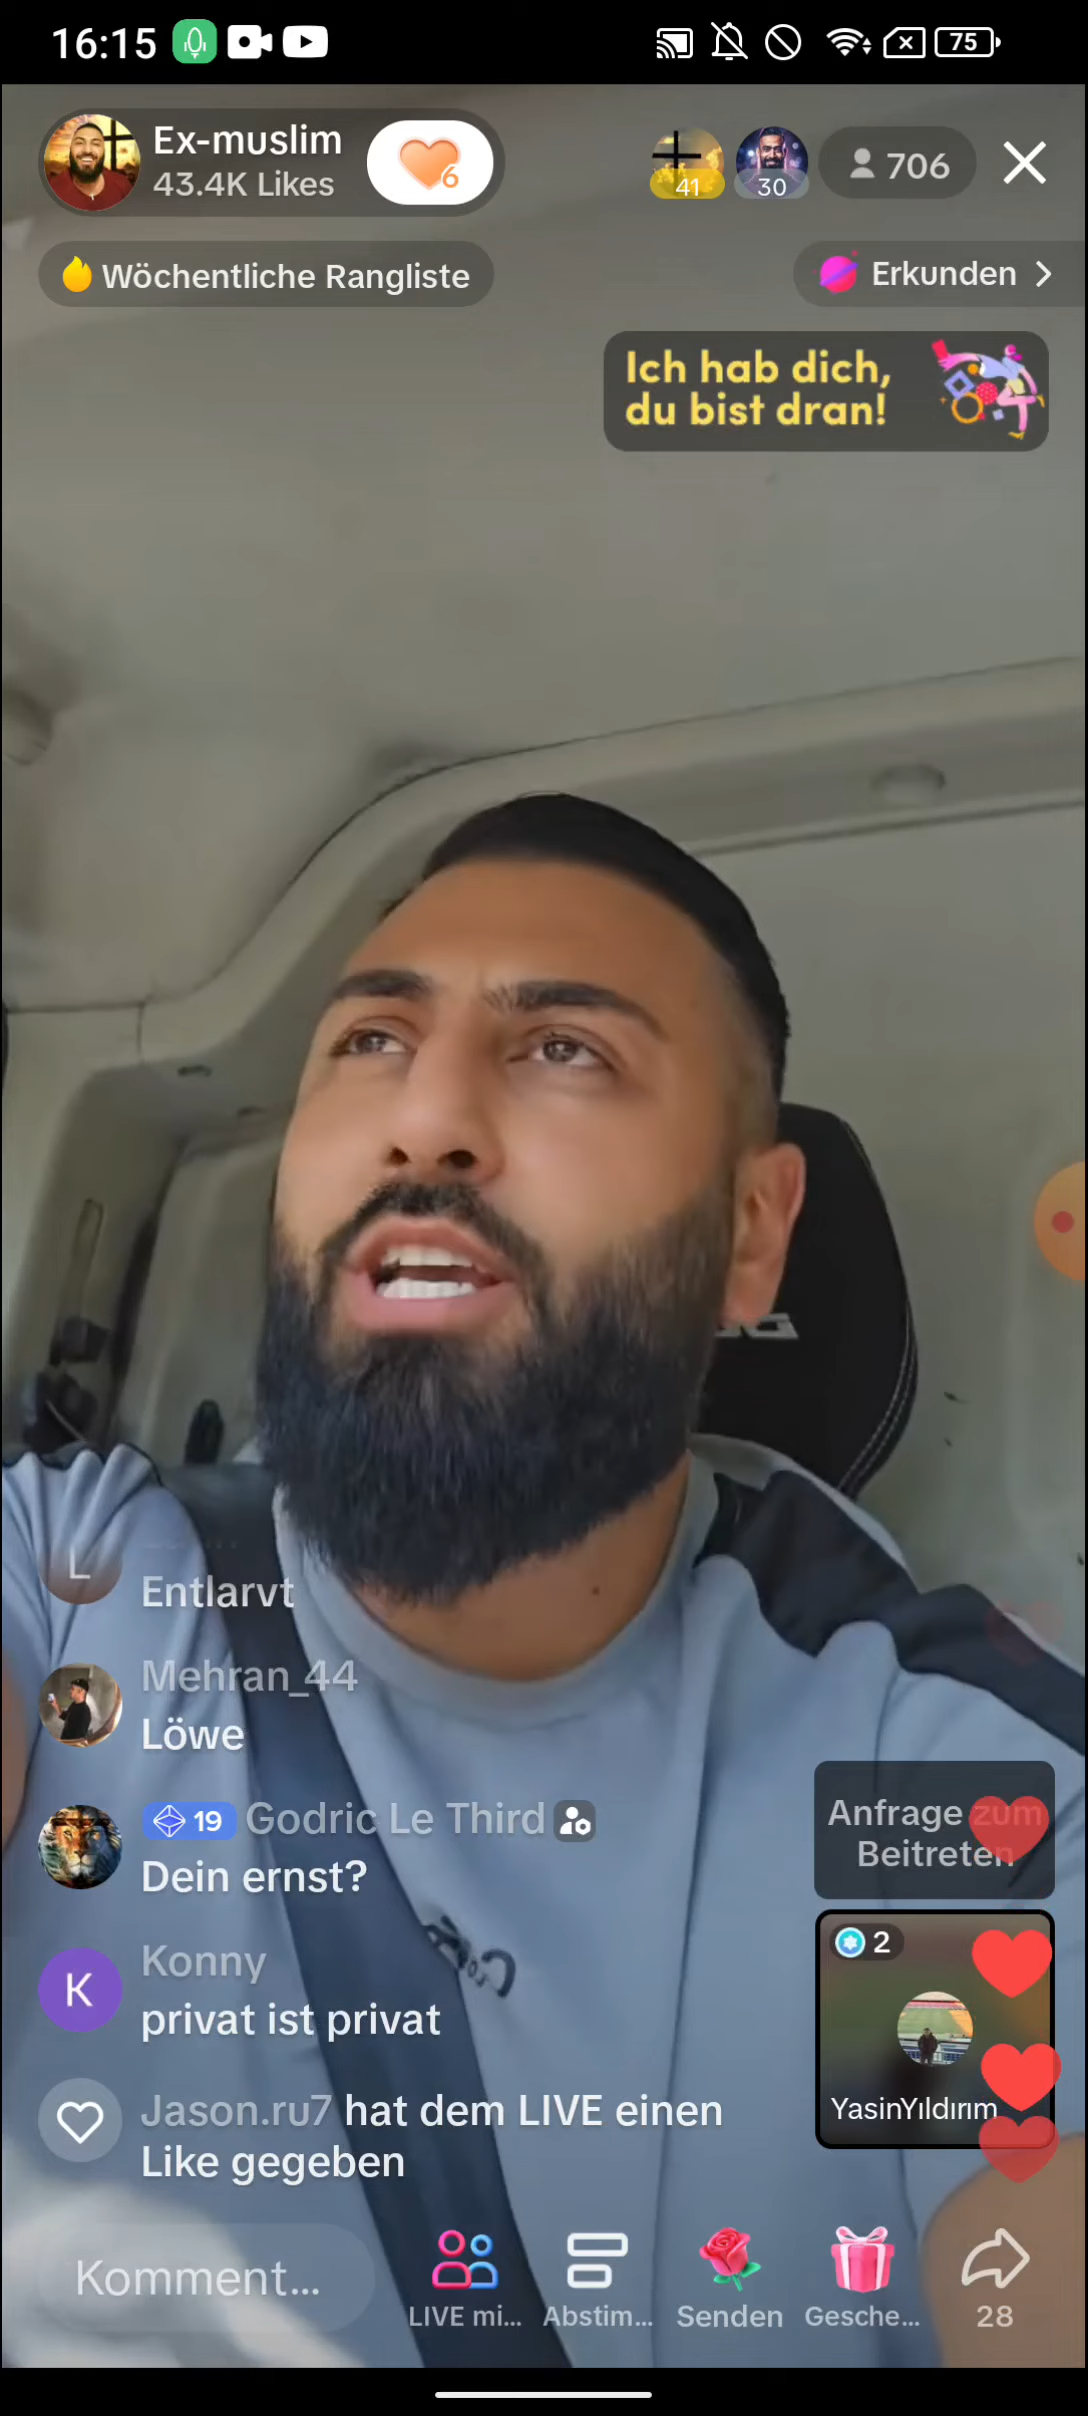 16:15
75
Ex-muslim
43.4K Likes
6
41
30
706
Wöchentliche Rangliste
Erkunden
Ich hab dich,
du bist dran!
L
Entlarvt
Mehran_44
Löwe
19 Godric Le Third
Dein ernst?
K
Konny
privat ist privat
Jason.ru7 hat dem LIVE einen
Like gegeben
Anfrage zum
Beitreten
2
YasinYıldırım
Komment...
LIVE mi...
Abstim...
Senden
Gesche...
28